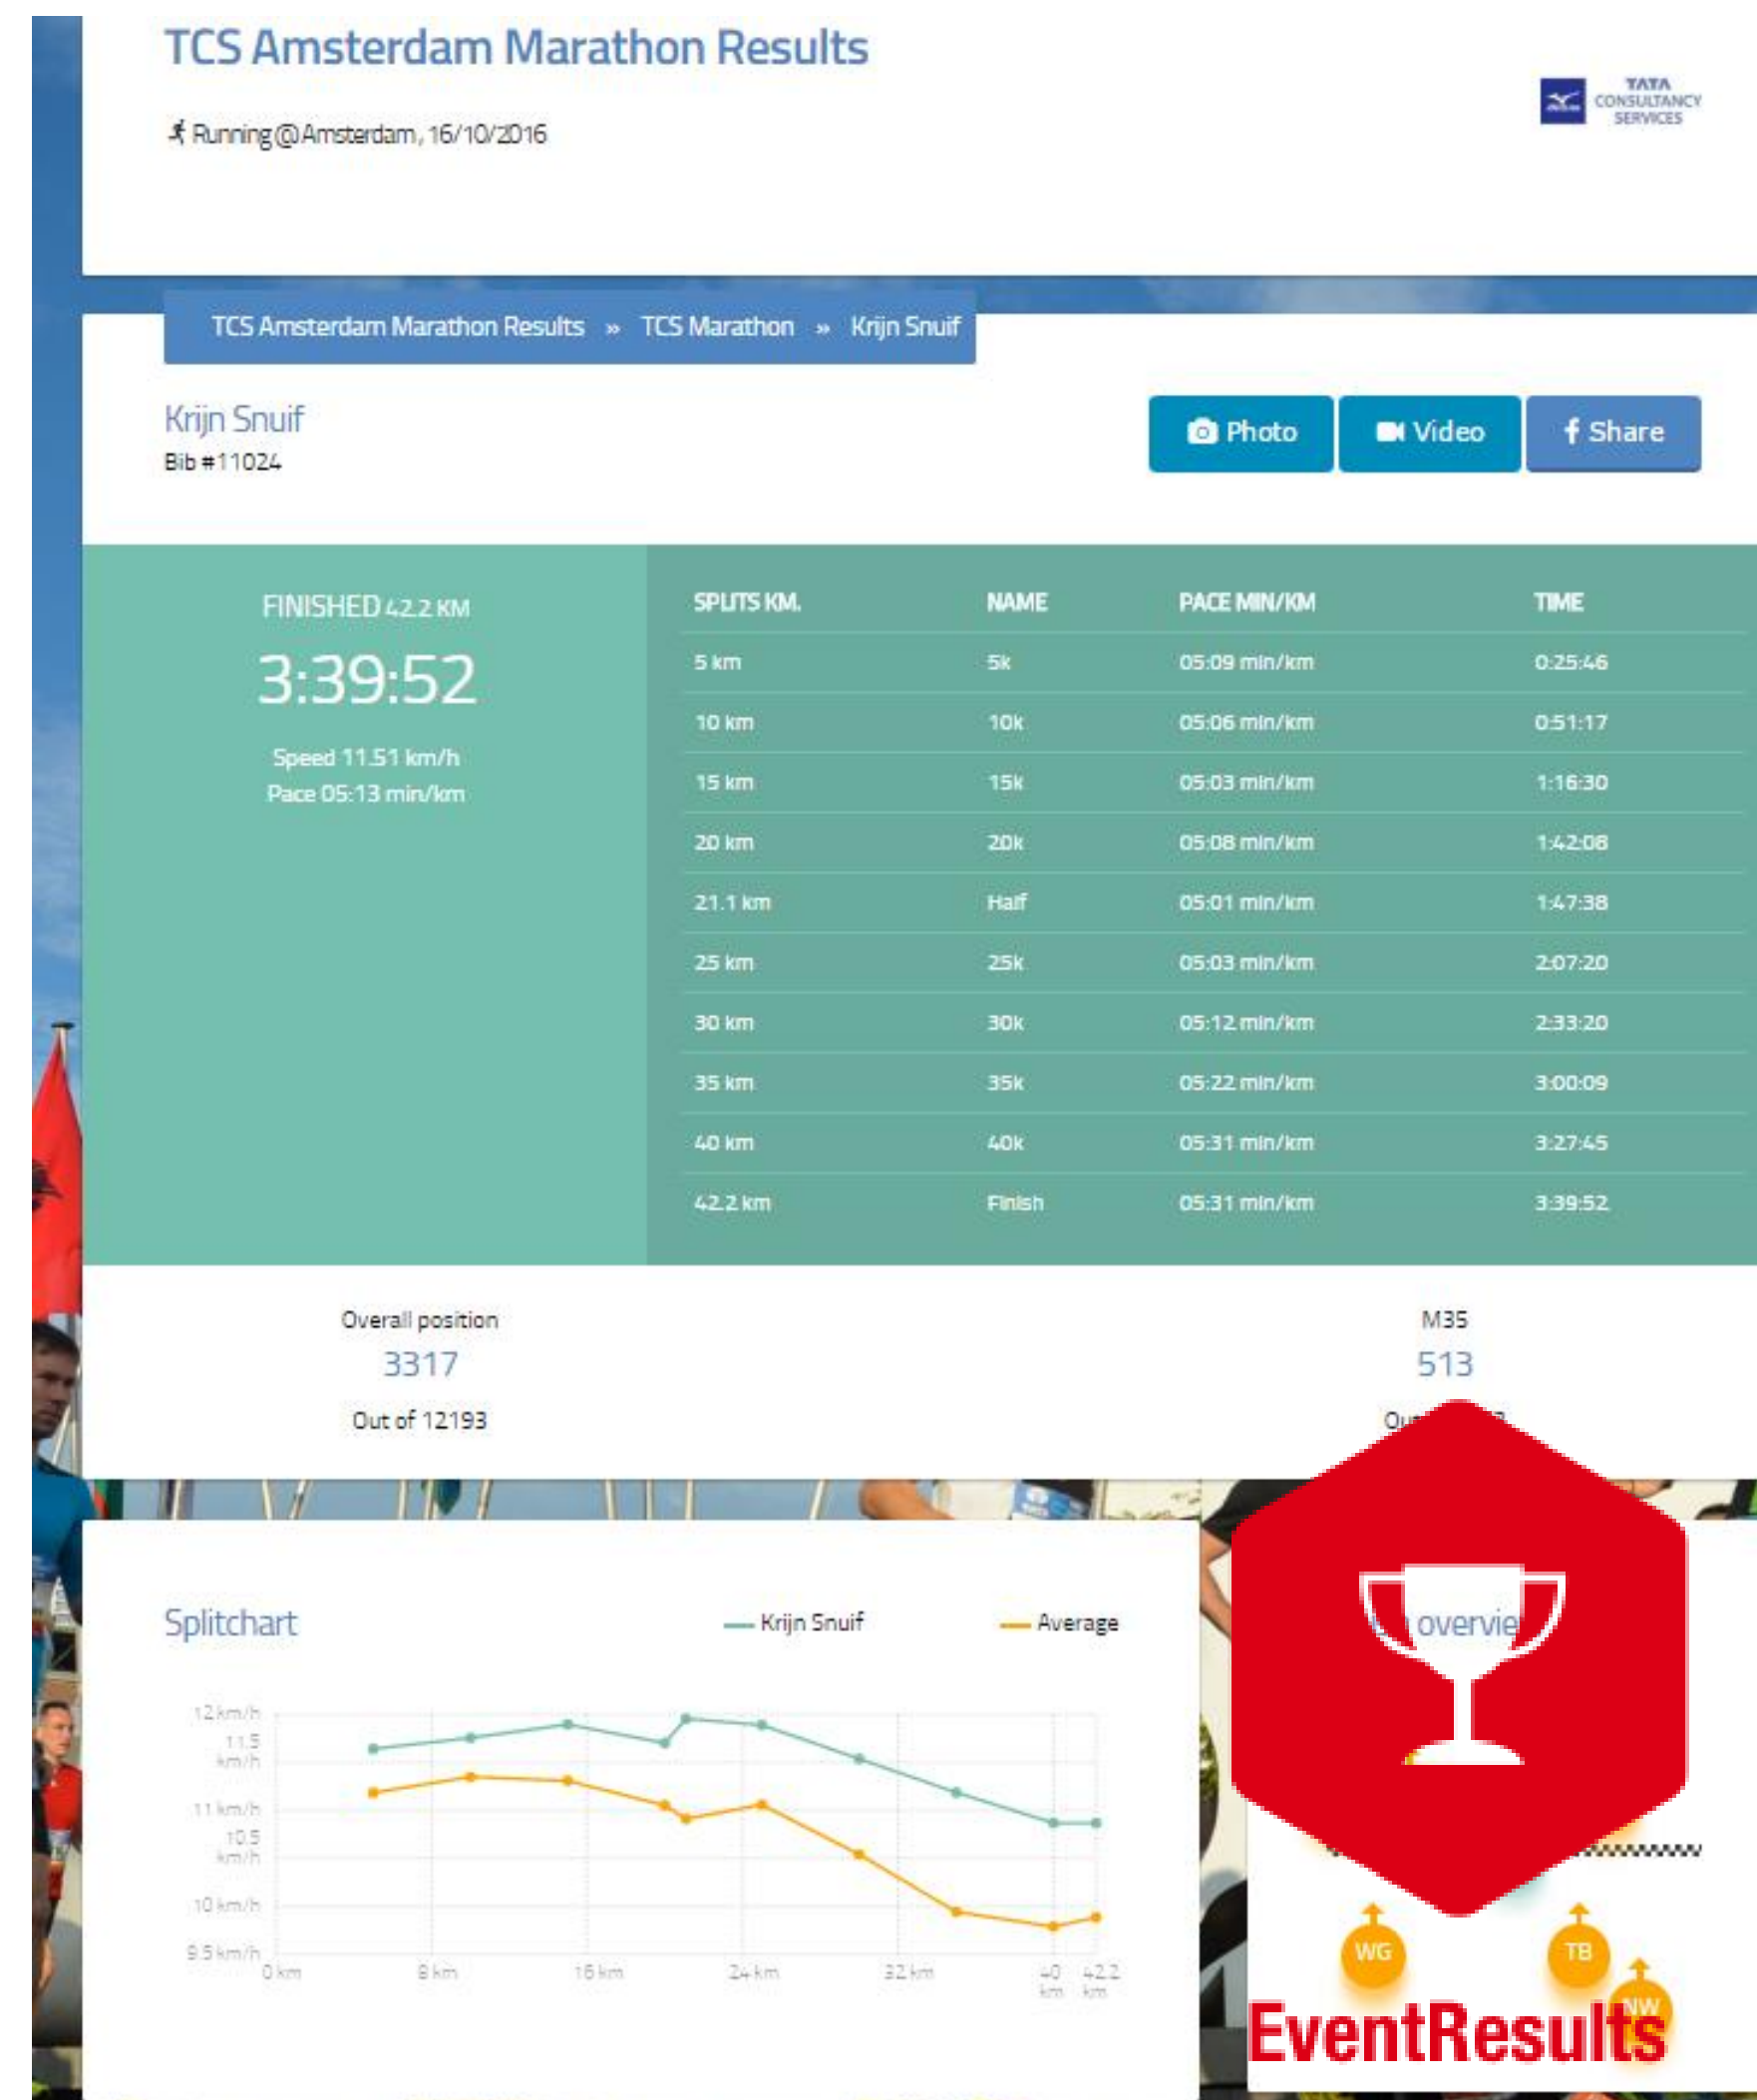 TCS Amsterdam Marathon Results
Running @ Amsterdam, 16/10/2016
TATA
CONSULTANCY
SERVICES
TCS Amsterdam Marathon Results » TCS Marathon » Krijn Snuif
Krijn Snuif
Bib #11024
Photo
Video
f Share
FINISHED 42.2 KM
3:39:52
Speed 11.51 km/h
Pace 05:13 min/km
SPLITS KM. NAME PACE MIN/KM TIME
5 km 5k 05:09 min/km 0:25:46
10 km 10k 05:06 min/km 0:51:17
15 km 15k 05:03 min/km 1:16:30
20 km 20k 05:08 min/km 1:42:08
21.1 km Half 05:01 min/km 1:47:38
25 km 25k 05:03 min/km 2:07:20
30 km 30k 05:12 min/km 2:33:20
35 km 35k 05:22 min/km 3:00:09
40 km 40k 05:31 min/km 3:27:45
42.2 km Finish 05:31 min/km 3:39:52
Overall position
3317
Out of 12193
M35
513
Splitchart
Krijn Snuif
Average
12 km/h
11.5
km/h
11 km/h
10.5
km/h
10 km/h
9.5 km/h
0 km 8 km 16 km 24 km 32 km 40 42.2
km km
WG
TB
NW
EventResults